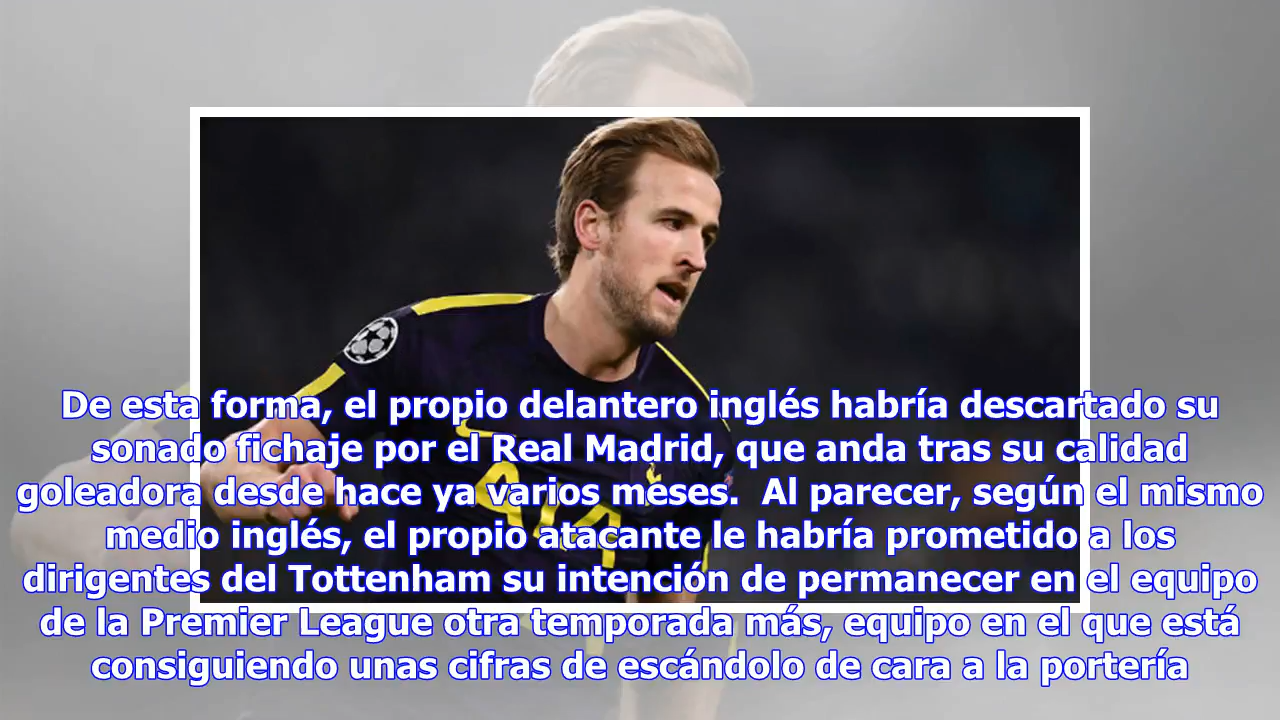 De esta forma, el propio delantero inglés habría descartado su
sonado fichaje por el Real Madrid, que anda tras su calidad
goleadora desde hace ya varios meses.  Al parecer, según el mismo
medio inglés, el propio atacante le habría prometido a los
dirigentes del Tottenham su intención de permanecer en el equipo
de la Premier League otra temporada más, equipo en el que está
consiguiendo unas cifras de escándolo de cara a la portería
AIA